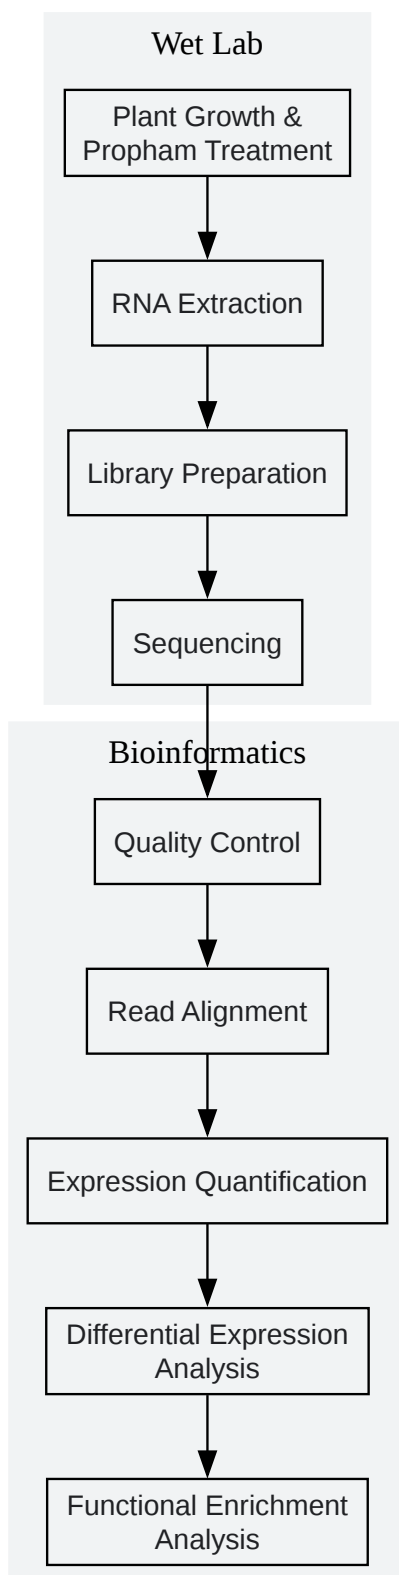 Wet Lab
Plant Growth &
Propham Treatment
RNA Extraction
Library Preparation
Sequencing
Bioinformatics
Quality Control
Read Alignment
Expression Quantification
Differential Expression
Analysis
Functional Enrichment
Analysis